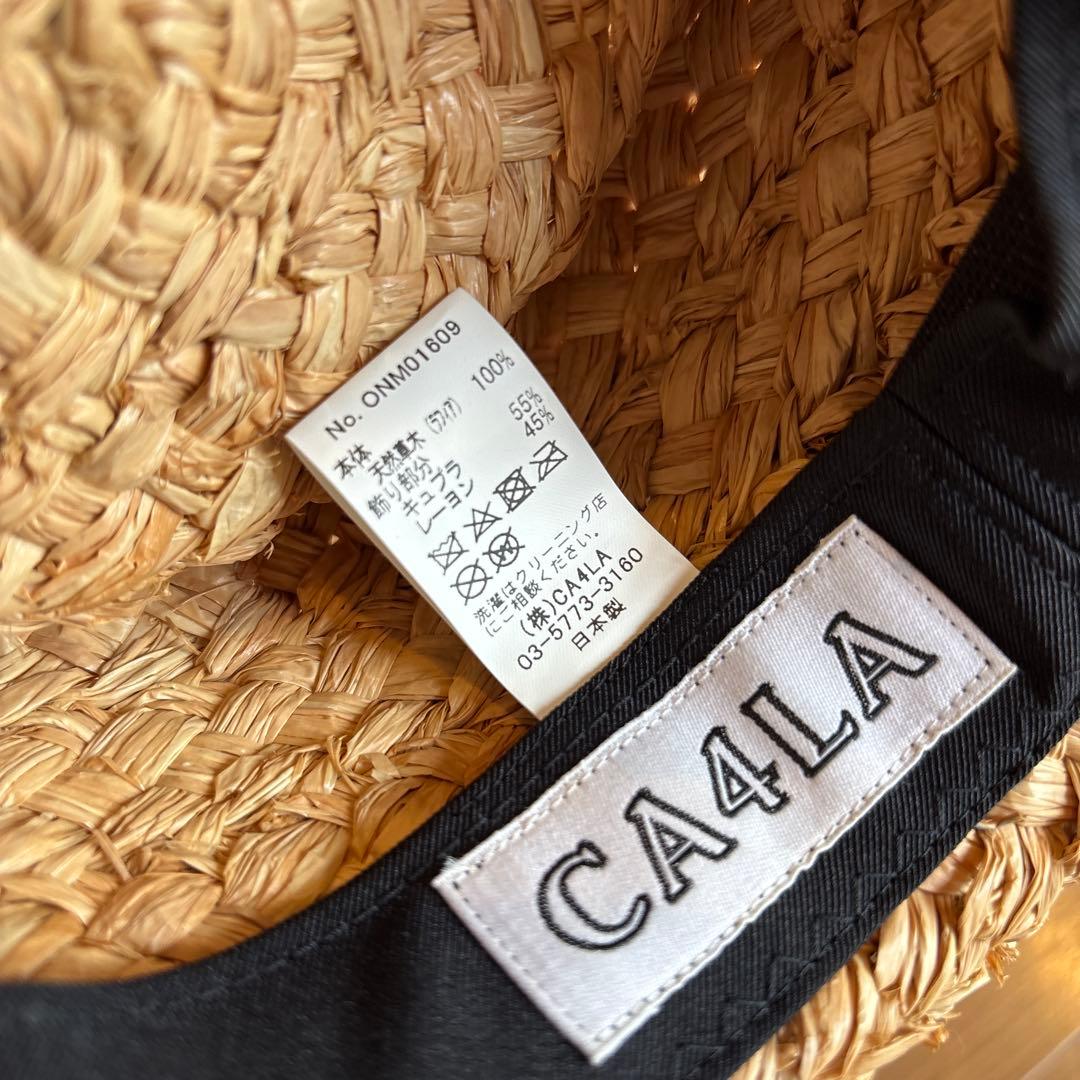 No. ONM01609
本体
天然草木（ラフィア） 100%
飾り部分
キュプラ 55%
レーヨン 45%
洗濯はクリーニング店
にご相談ください。
(株)CA4LA
03-5773-3160
日本製
CA4LA